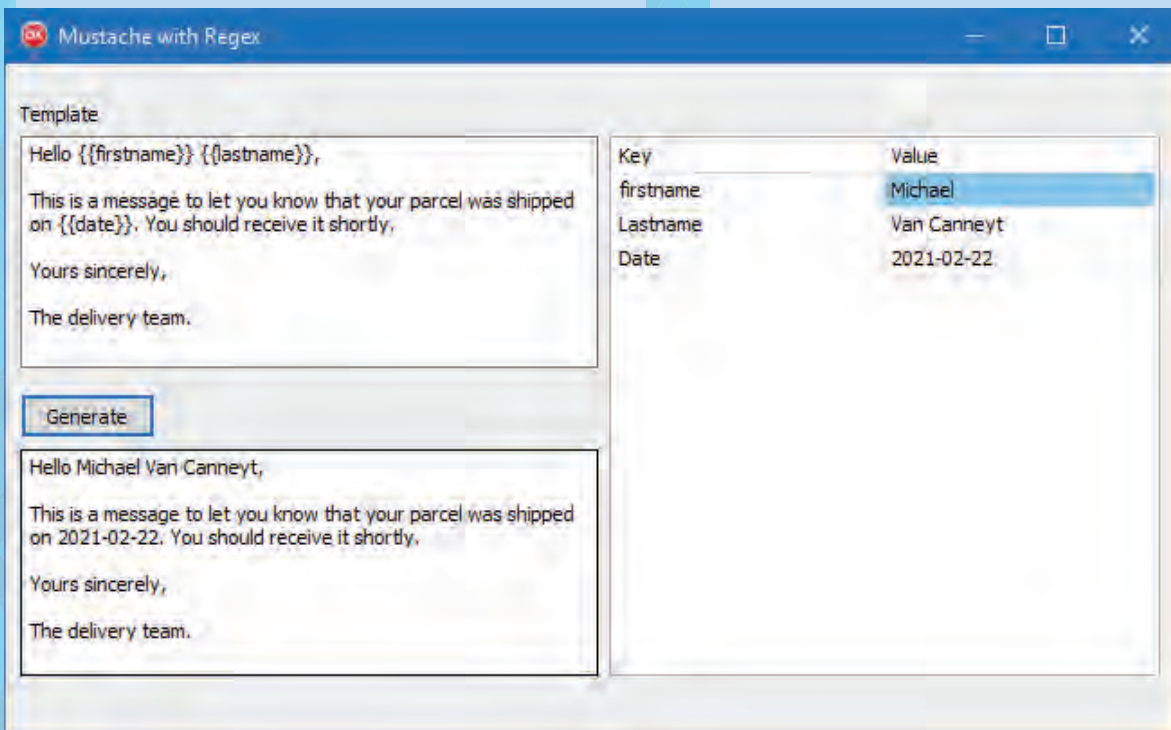 Mustache with Regex
Template
Hello {{firstname}} {{lastname}},
This is a message to let you know that your parcel was shipped
on {{date}}. You should receive it shortly.
Yours sincerely,
The delivery team.
Key Value
firstname Michael
Lastname Van Canneyt
Date 2021-02-22
Generate
Hello Michael Van Canneyt,
This is a message to let you know that your parcel was shipped
on 2021-02-22. You should receive it shortly.
Yours sincerely,
The delivery team.